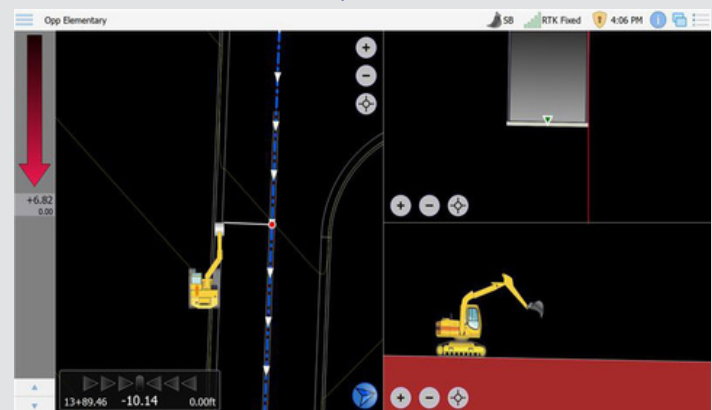 Opp Elementary
SB
RTK Fixed
4:06 PM
+6.82
0.00
13+89.46 -10.14 0.00ft